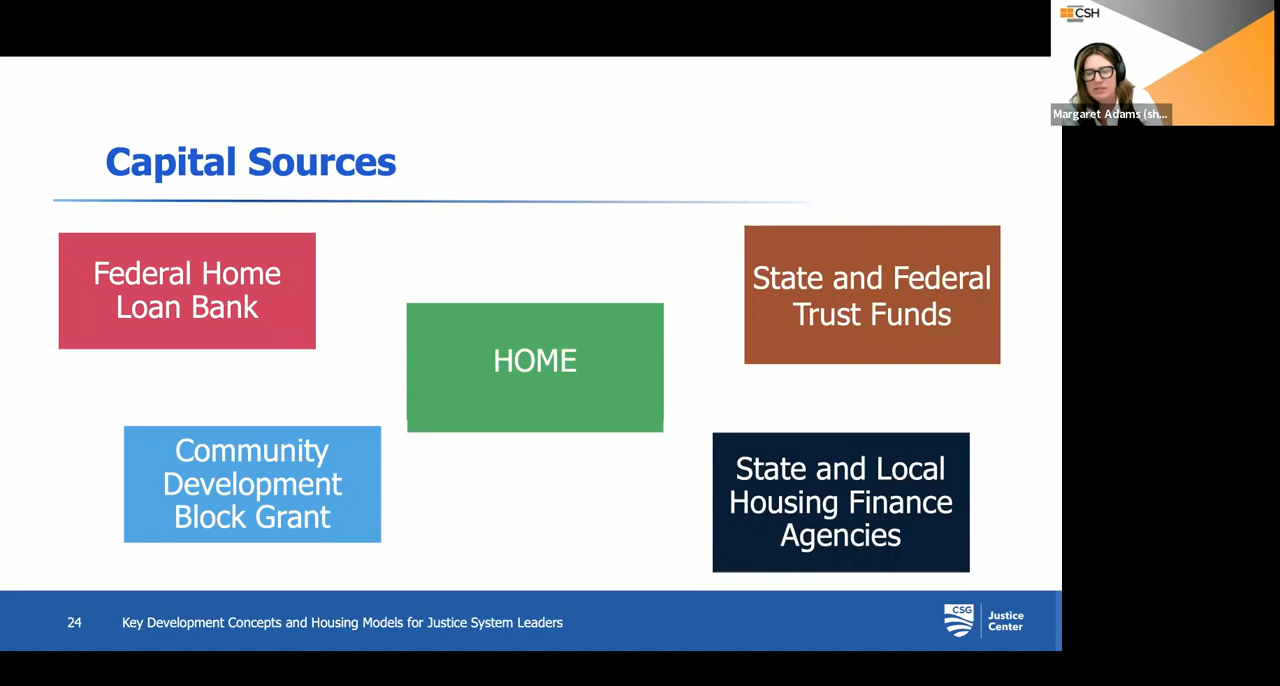 CSH
Margaret Adams (sh...
Capital Sources
Federal Home
Loan Bank
State and Federal
Trust Funds
HOME
Community
Development
Block Grant
State and Local
Housing Finance
Agencies
24
Key Development Concepts and Housing Models for Justice System Leaders
CSG
Justice
Center